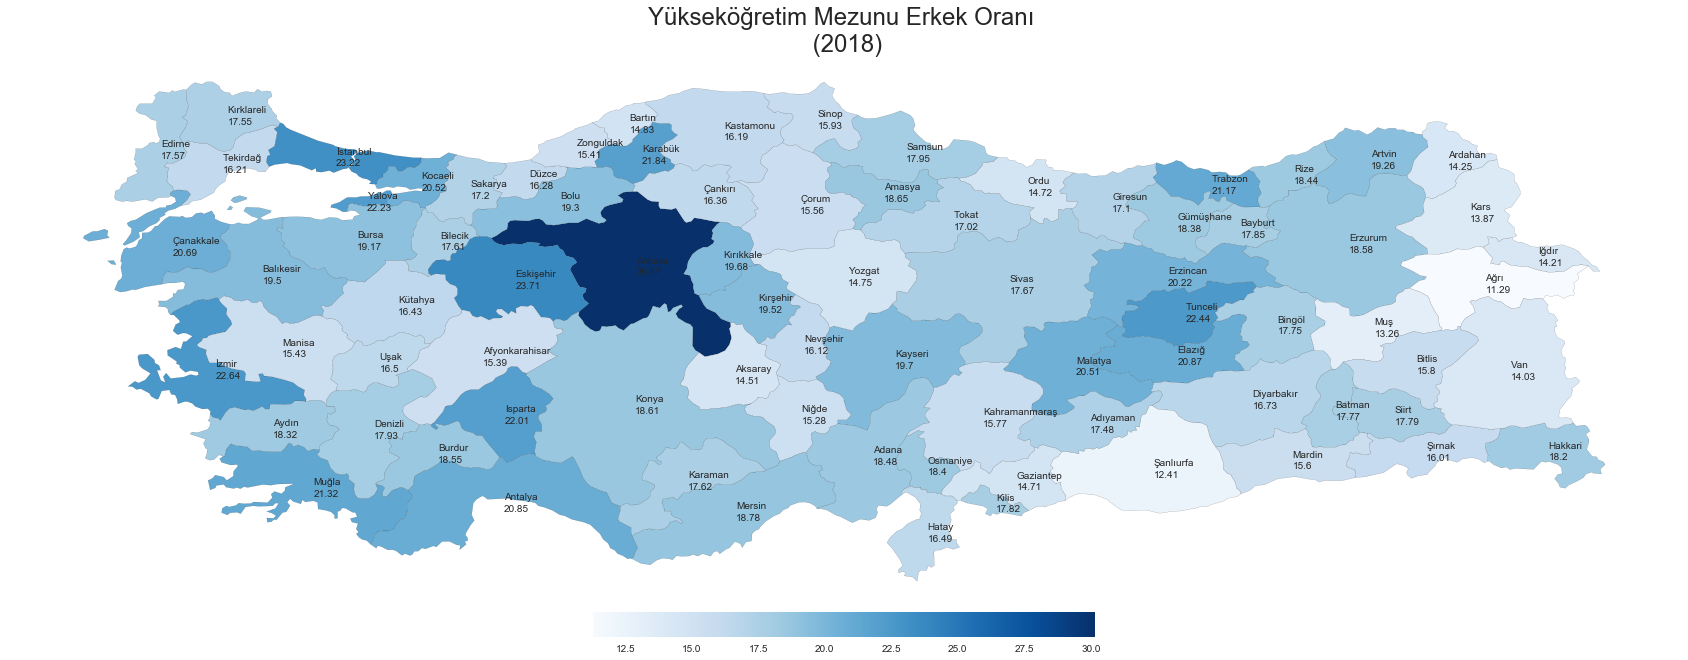 Yükseköğretim Mezunu Erkek Oranı
(2018)
Kırklareli
17.55
Edirne
17.57
Tekirdağ
16.21
İstanbul
23.22
Yalova
22.23
Kocaeli
20.52
Sakarya
17.2
Düzce
16.28
Zonguldak
15.41
Bartın
14.83
Karabük
21.84
Kastamonu
16.19
Sinop
15.93
Samsun
17.95
Ordu
14.72
Giresun
17.1
Trabzon
21.17
Rize
18.44
Artvin
19.26
Ardahan
14.25
Kars
13.87
Iğdır
14.21
Ağrı
11.29
Erzurum
18.58
Bayburt
17.85
Gümüşhane
18.38
Erzincan
20.22
Tunceli
22.44
Bingöl
17.75
Muş
13.26
Bitlis
15.8
Van
14.03
Hakkari
18.2
Şırnak
16.01
Siirt
17.79
Batman
17.77
Mardin
15.6
Diyarbakır
16.73
Elazığ
20.87
Malatya
20.51
Adıyaman
17.48
Şanlıurfa
12.41
Gaziantep
14.71
Kilis
17.82
Hatay
16.49
Osmaniye
18.4
Kahramanmaraş
15.77
Adana
18.48
Mersin
18.78
Karaman
17.62
Niğde
15.28
Kayseri
19.7
Sivas
17.67
Tokat
17.02
Amasya
18.65
Çorum
15.56
Yozgat
14.75
Nevşehir
16.12
Kırşehir
19.52
Kırıkkale
19.68
Çankırı
16.36
Bolu
19.3
Bilecik
17.61
Eskişehir
23.71
Bursa
19.17
Çanakkale
20.69
Balıkesir
19.5
Kütahya
16.43
Manisa
15.43
Uşak
16.5
Afyonkarahisar
15.39
İzmir
22.64
Aydın
18.32
Denizli
17.93
Muğla
21.32
Burdur
18.55
Isparta
22.01
Antalya
20.85
Konya
18.61
Aksaray
14.51
12.5 15.0 17.5 20.0 22.5 25.0 27.5 30.0